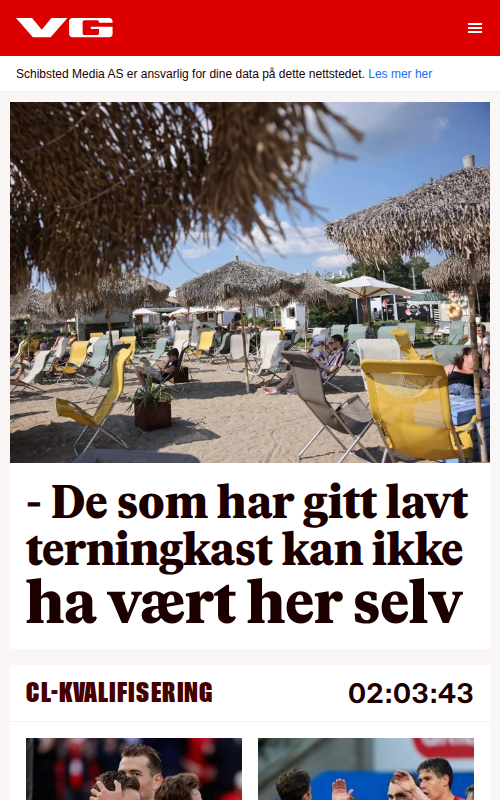 VG
Schibsted Media AS er ansvarlig for dine data på dette nettstedet. Les mer her
- De som har gitt lavt
terningkast kan ikke
ha vært her selv
CL-KVALIFISERING 02:03:43